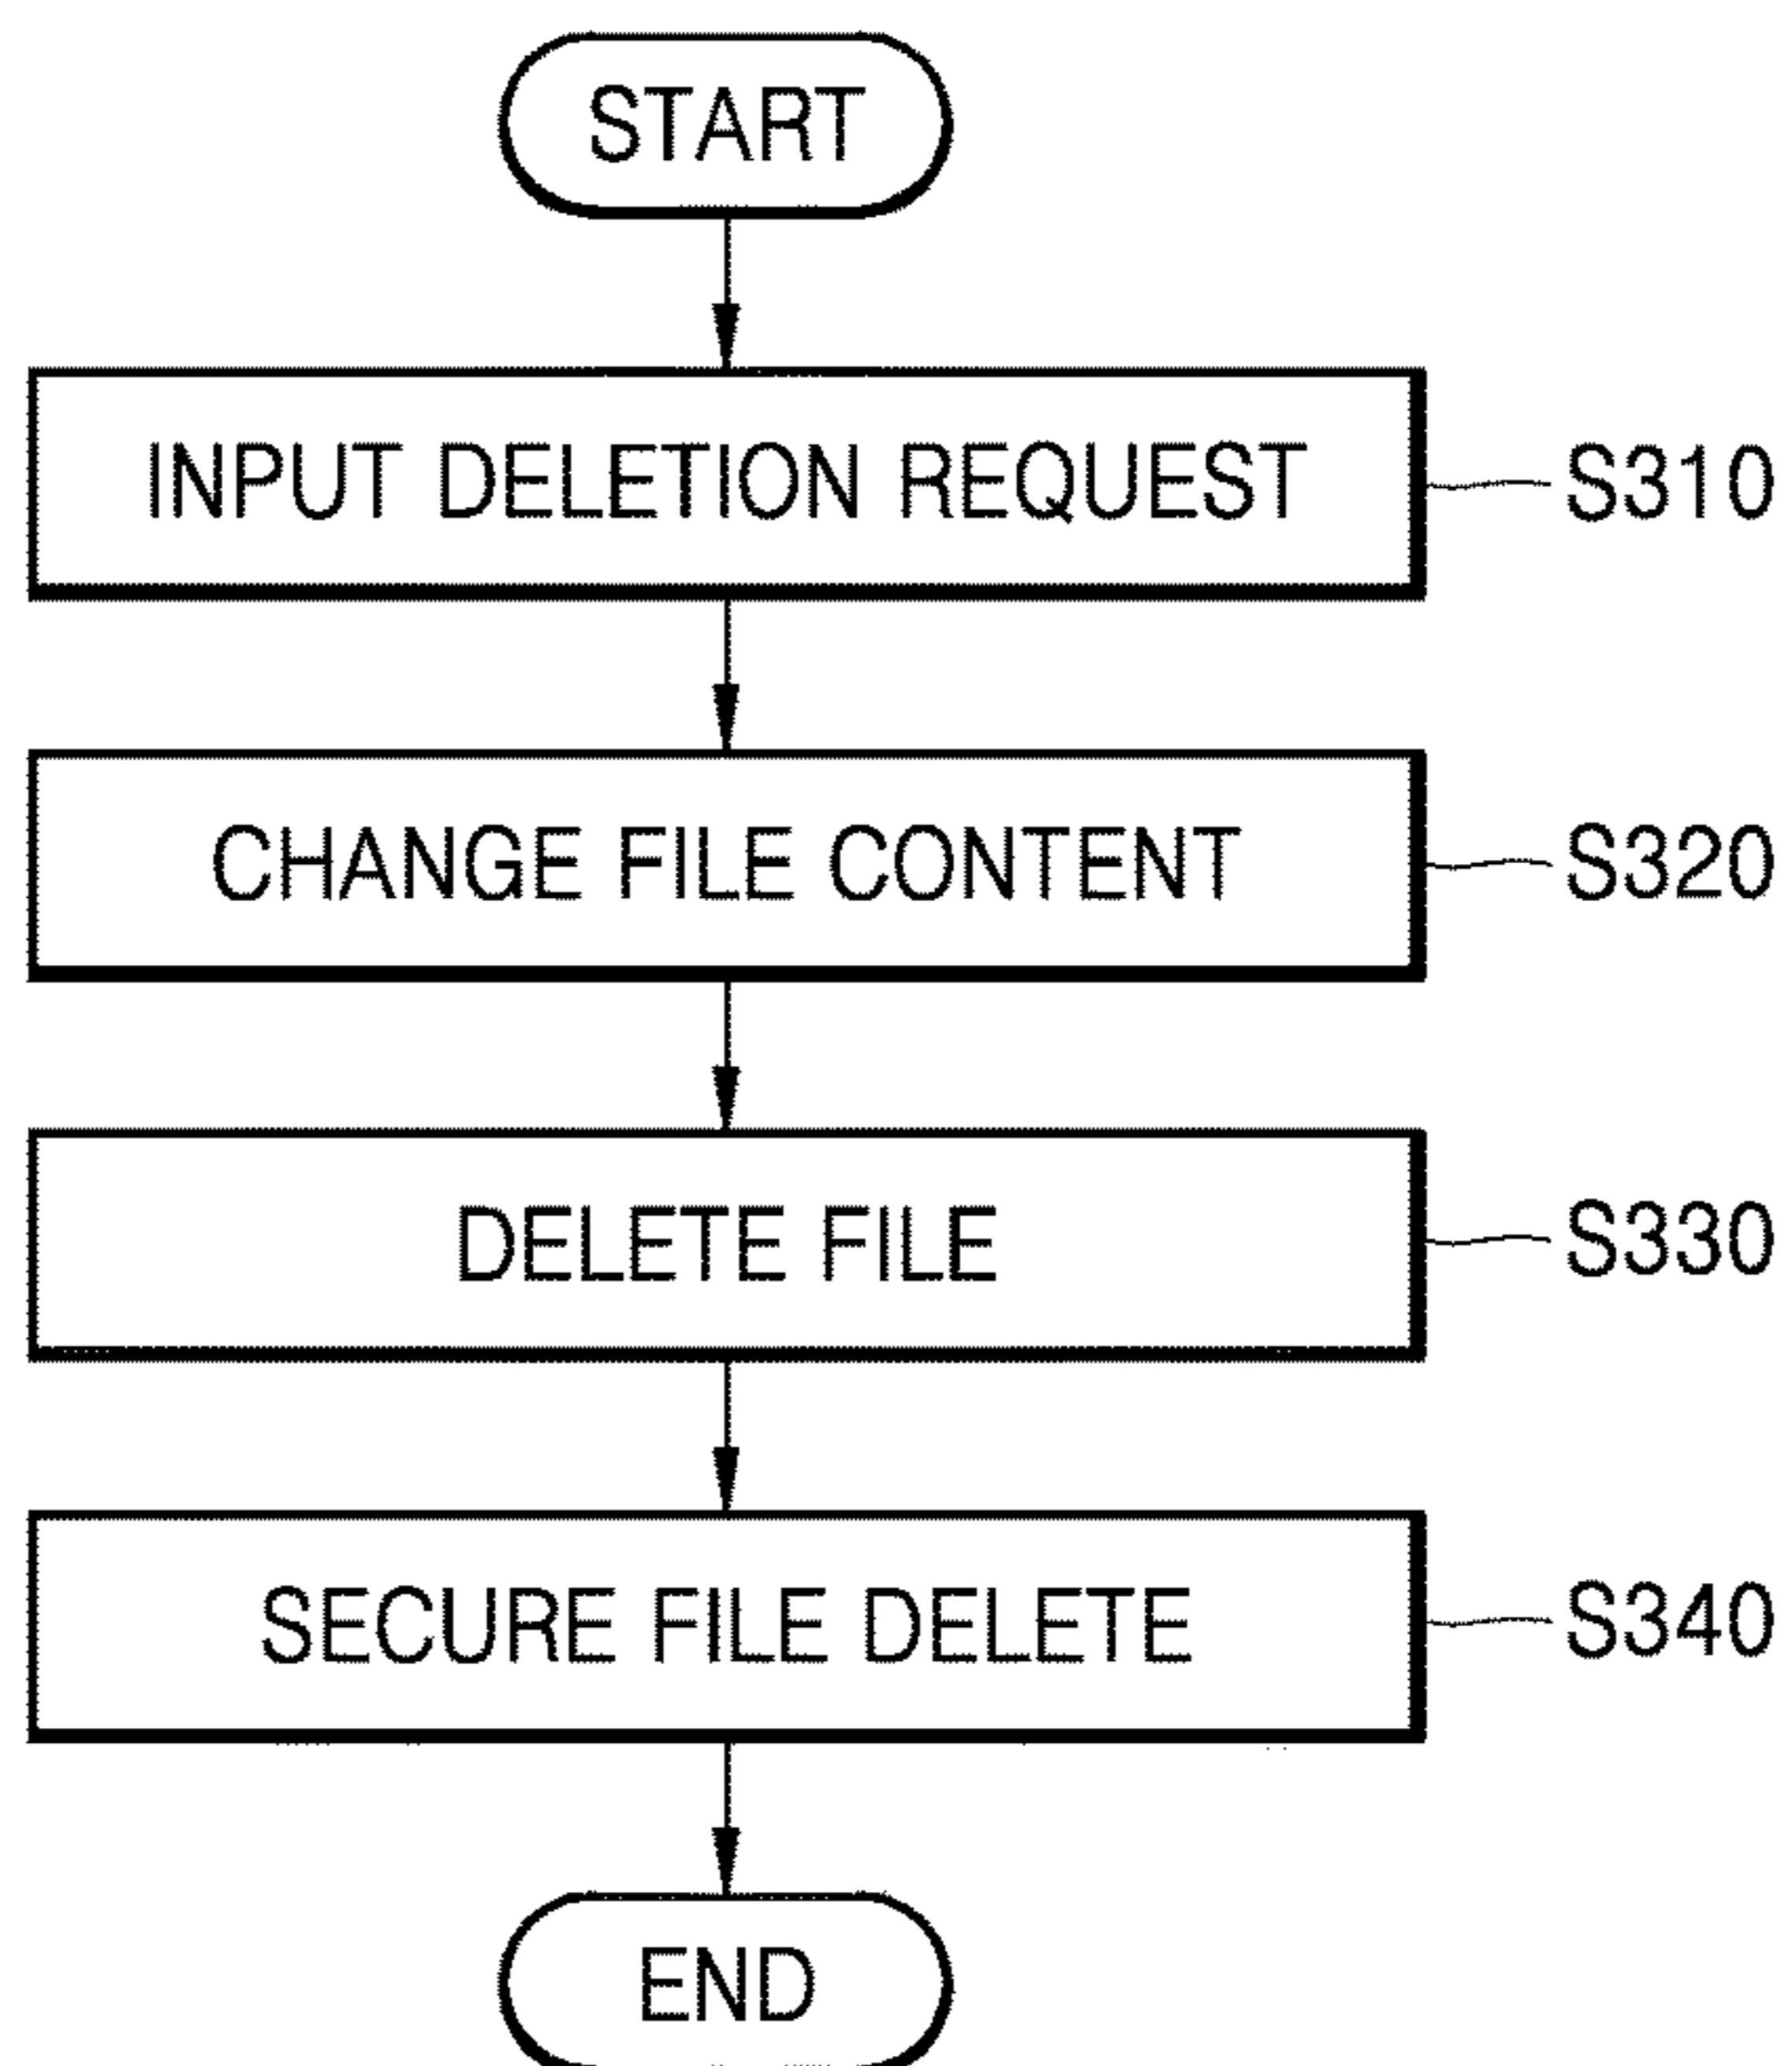 START
INPUT DELETION REQUEST S310
CHANGE FILE CONTENT S320
DELETE FILE S330
SECURE FILE DELETE S340
END